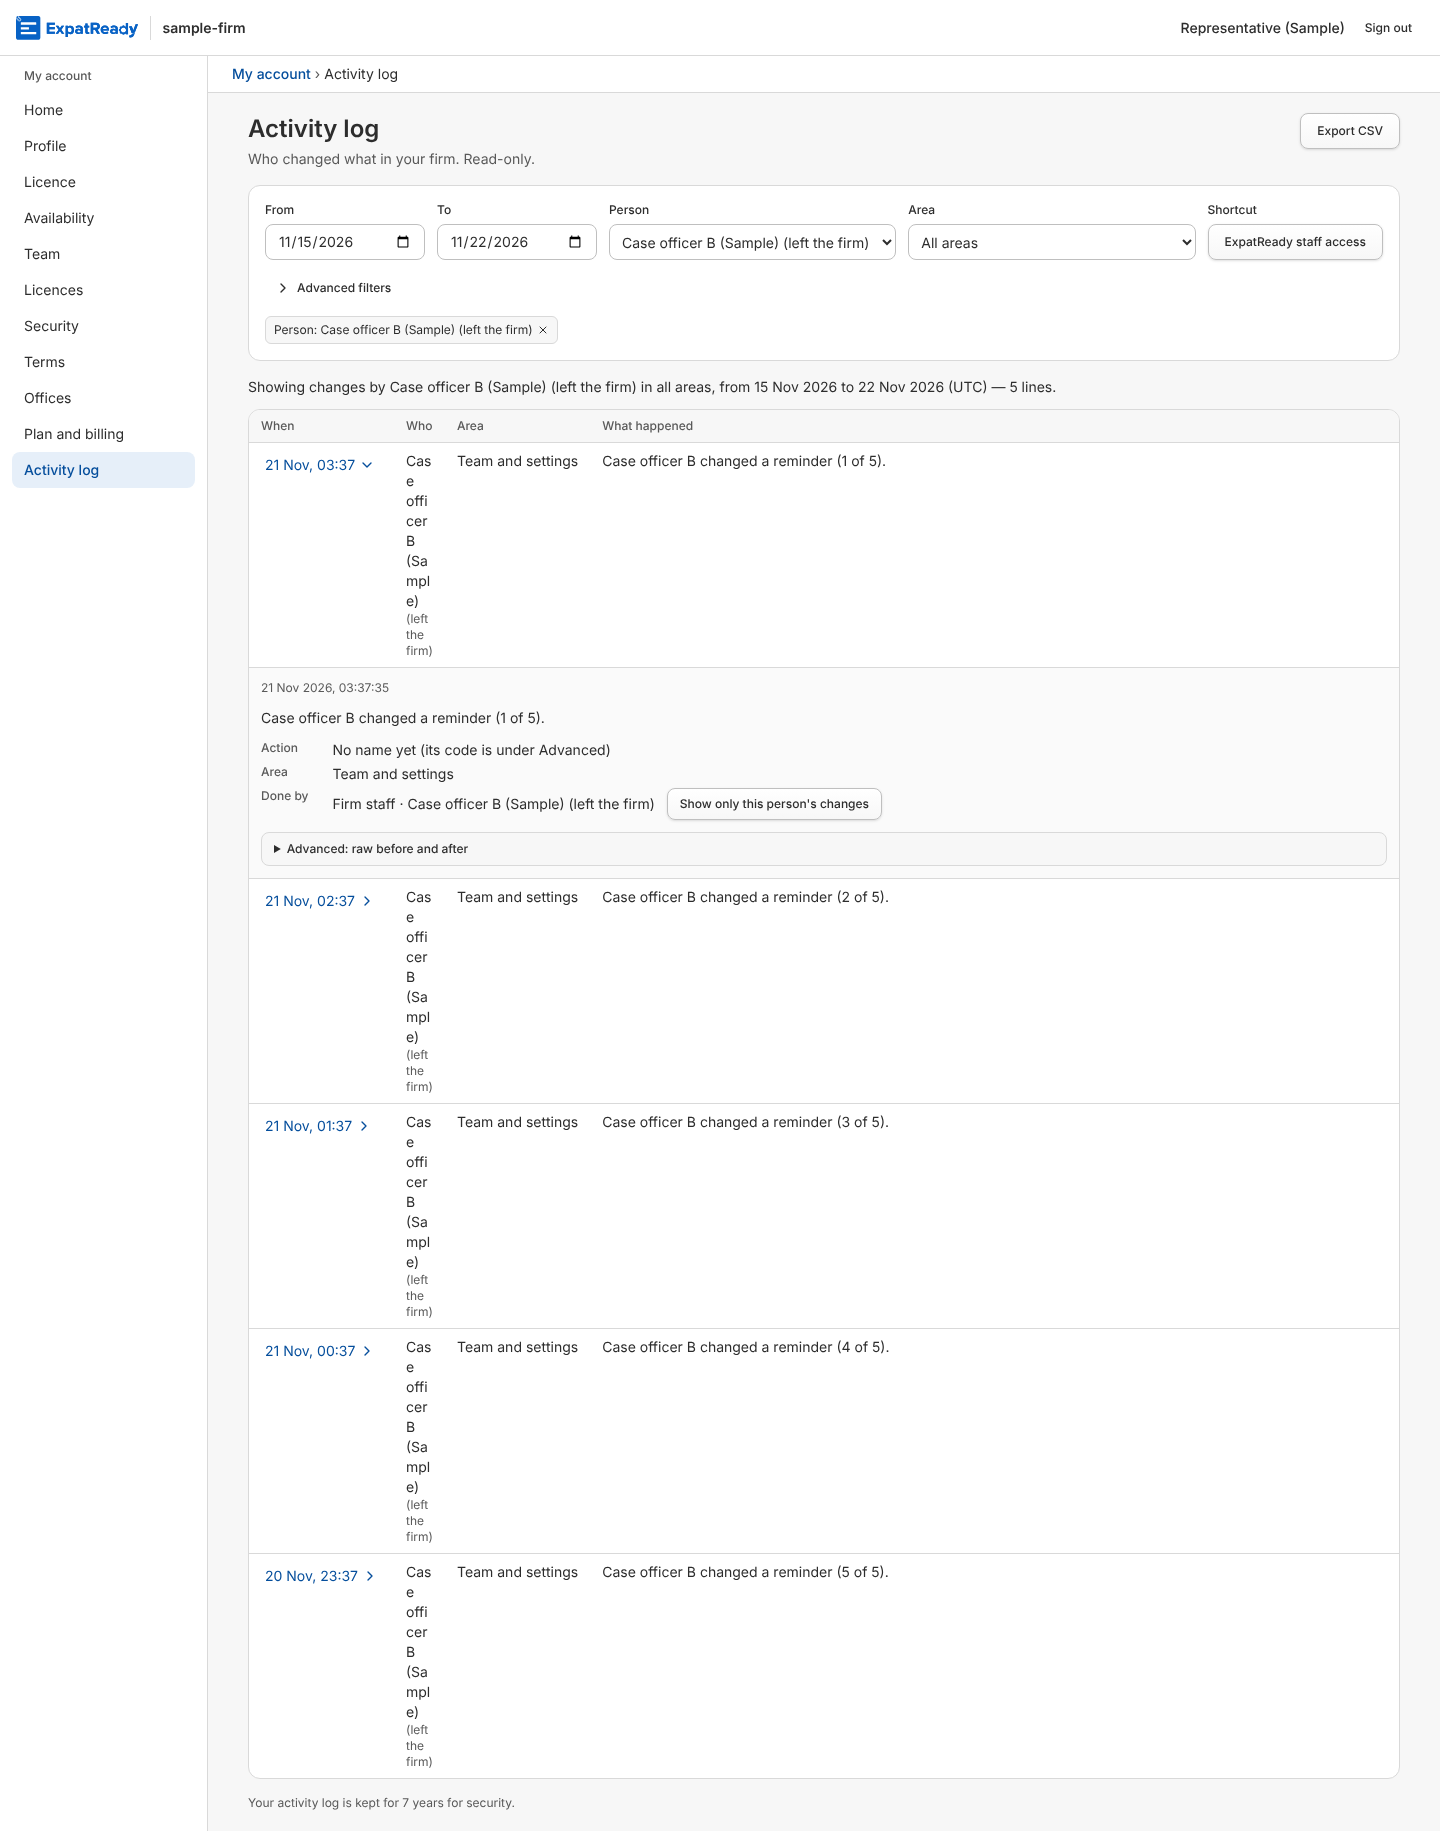 ExpatReady
sample-firm
Representative (Sample)
Sign out
My account
Home
Profile
Licence
Availability
Team
Licences
Security
Terms
Offices
Plan and billing
Activity log
My account › Activity log
Activity log
Who changed what in your firm. Read-only.
Export CSV
From
To
Person
Area
Shortcut
11/15/2026
11/22/2026
Case officer B (Sample) (left the firm)
All areas
ExpatReady staff access
Advanced filters
Person: Case officer B (Sample) (left the firm) ×
Showing changes by Case officer B (Sample) (left the firm) in all areas, from 15 Nov 2026 to 22 Nov 2026 (UTC) — 5 lines.
When
Who
Area
What happened
21 Nov, 03:37
Cas
e
offi
cer
B
(Sa
mpl
e)
(left
the
firm)
Team and settings
Case officer B changed a reminder (1 of 5).
21 Nov 2026, 03:37:35
Case officer B changed a reminder (1 of 5).
Action
No name yet (its code is under Advanced)
Area
Team and settings
Done by
Firm staff · Case officer B (Sample) (left the firm)
Show only this person's changes
Advanced: raw before and after
21 Nov, 02:37
Cas
e
offi
cer
B
(Sa
mpl
e)
(left
the
firm)
Team and settings
Case officer B changed a reminder (2 of 5).
21 Nov, 01:37
Cas
e
offi
cer
B
(Sa
mpl
e)
(left
the
firm)
Team and settings
Case officer B changed a reminder (3 of 5).
21 Nov, 00:37
Cas
e
offi
cer
B
(Sa
mpl
e)
(left
the
firm)
Team and settings
Case officer B changed a reminder (4 of 5).
20 Nov, 23:37
Cas
e
offi
cer
B
(Sa
mpl
e)
(left
the
firm)
Team and settings
Case officer B changed a reminder (5 of 5).
Your activity log is kept for 7 years for security.